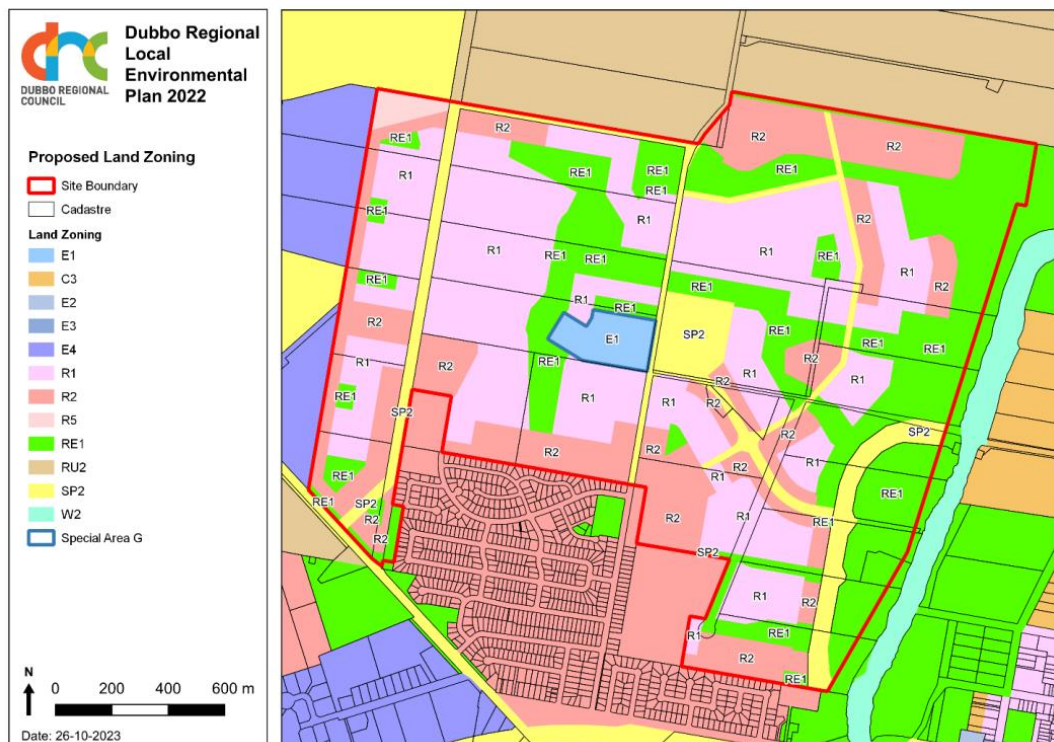 DUBBO REGIONAL
COUNCIL
Dubbo Regional
Local
Environmental
Plan 2022
Proposed Land Zoning
Site Boundary
Cadastre
Land Zoning
E1
C3
E2
E3
E4
R1
R2
R5
RE1
RU2
SP2
W2
Special Area G
N
0 200 400 600 m
Date: 26-10-2023
R2
R2
R2
RE1
RE1
RE1
RE1
R1
RE1
RE1
R2
R1
R1
R1
R1
RE1
RE1
RE1
R1
R2
RE1
RE1
R1
RE1
R2
E1
SP2
RE1
RE1
RE1
R1
R2
RE1
R2
R1
R1
R2
RE1
R1
R1
R2
SP2
SP2
R2
R2
R2
R1
RE1
R2
R1
RE1
RE1
SP2
R2
R1
RE1
R2
R2
SP2
R1
R2
R1
RE1
R2
RE1